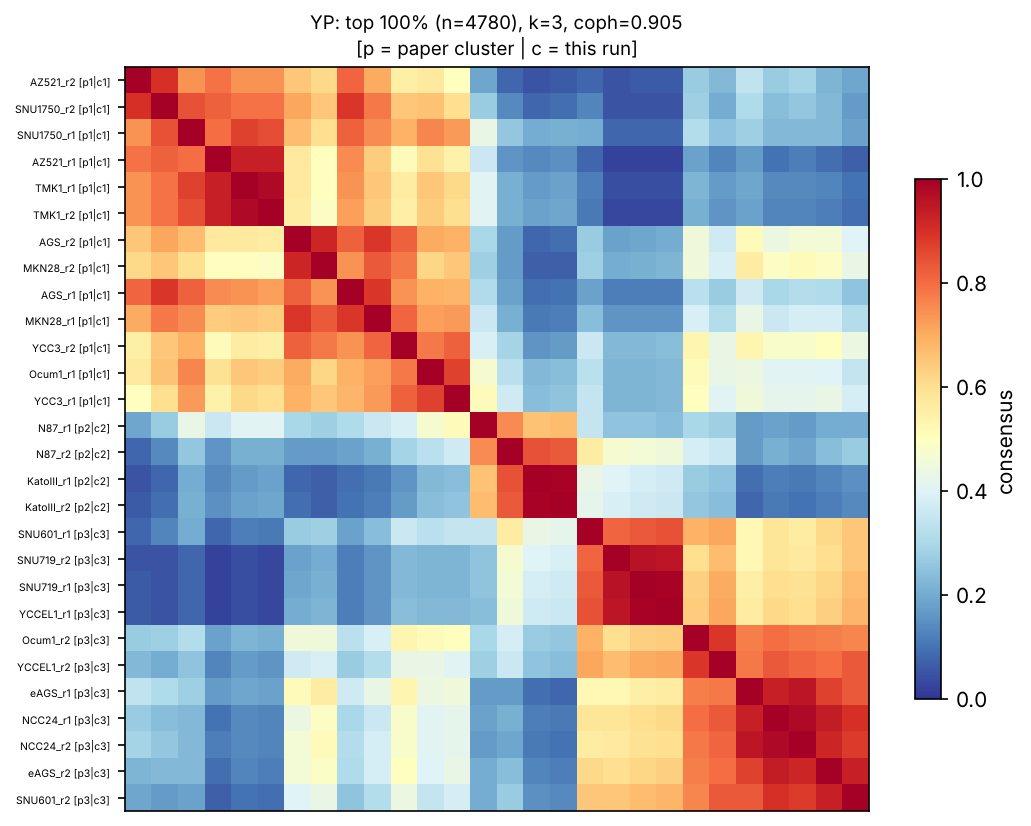 YP: top 100% (n=4780), k=3, coph=0.905
[p = paper cluster | c = this run]
AZ521_r2 [p1|c1]
SNU1750_r2 [p1|c1]
SNU1750_r1 [p1|c1]
AZ521_r1 [p1|c1]
TMK1_r1 [p1|c1]
TMK1_r2 [p1|c1]
AGS_r2 [p1|c1]
MKN28_r2 [p1|c1]
AGS_r1 [p1|c1]
MKN28_r1 [p1|c1]
YCC3_r2 [p1|c1]
Ocum1_r1 [p1|c1]
YCC3_r1 [p1|c1]
N87_r1 [p2|c2]
N87_r2 [p2|c2]
KatoIII_r1 [p2|c2]
KatoIII_r2 [p2|c2]
SNU601_r1 [p3|c3]
SNU719_r2 [p3|c3]
SNU719_r1 [p3|c3]
YCCEL1_r1 [p3|c3]
Ocum1_r2 [p3|c3]
YCCEL1_r2 [p3|c3]
eAGS_r1 [p3|c3]
NCC24_r1 [p3|c3]
NCC24_r2 [p3|c3]
eAGS_r2 [p3|c3]
SNU601_r2 [p3|c3]
1.0
0.8
0.6
0.4
0.2
0.0
consensus